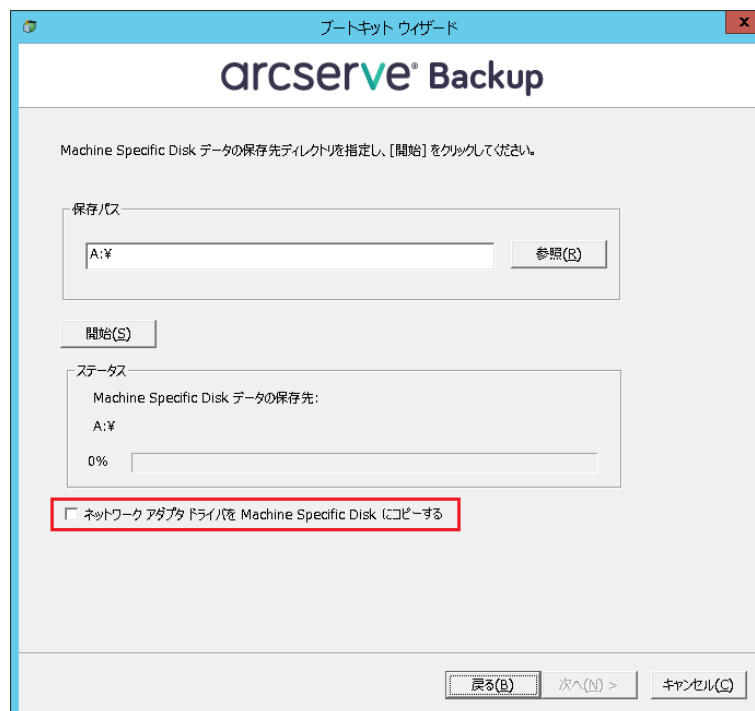 ブートキット ウィザード
x
arcserve® Backup
Machine Specific Disk データの保存先ディレクトリを指定し、[開始] をクリックしてください。
保存パス
A:¥
参照(R)
開始(S)
ステータス
Machine Specific Disk データの保存先:
A:¥
0%
ネットワーク アダプタ ドライバを Machine Specific Disk にコピーする
戻る(B) 次へ(N) > キャンセル(C)